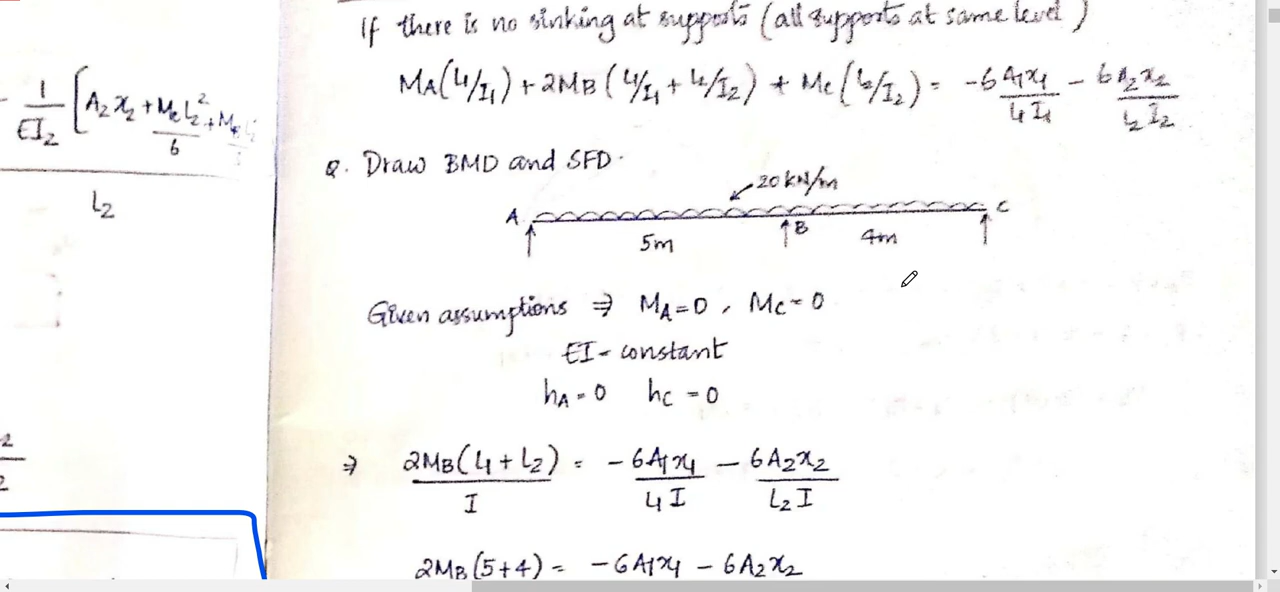 If there is no sinking at supports (all supports at same level)
MA(L1/I1) + 2MB(L1/I1 + L2/I2) + Mc(L2/I2) = -6A1x1/L1I1 - 6A2x2/L2I2
1/EI2 [A2x2 + McL2²/6 + M
L2
Q. Draw BMD and SFD.
20 kN/m
A B C
5m 4m
Given assumptions ⇒ MA=0, Mc=0
EI - constant
hA=0 hc=0
⇒ 2MB(L1+L2)/I = -6A1x1/L1I - 6A2x2/L2I
2MB(5+4) = -6A1x1 - 6A2x2